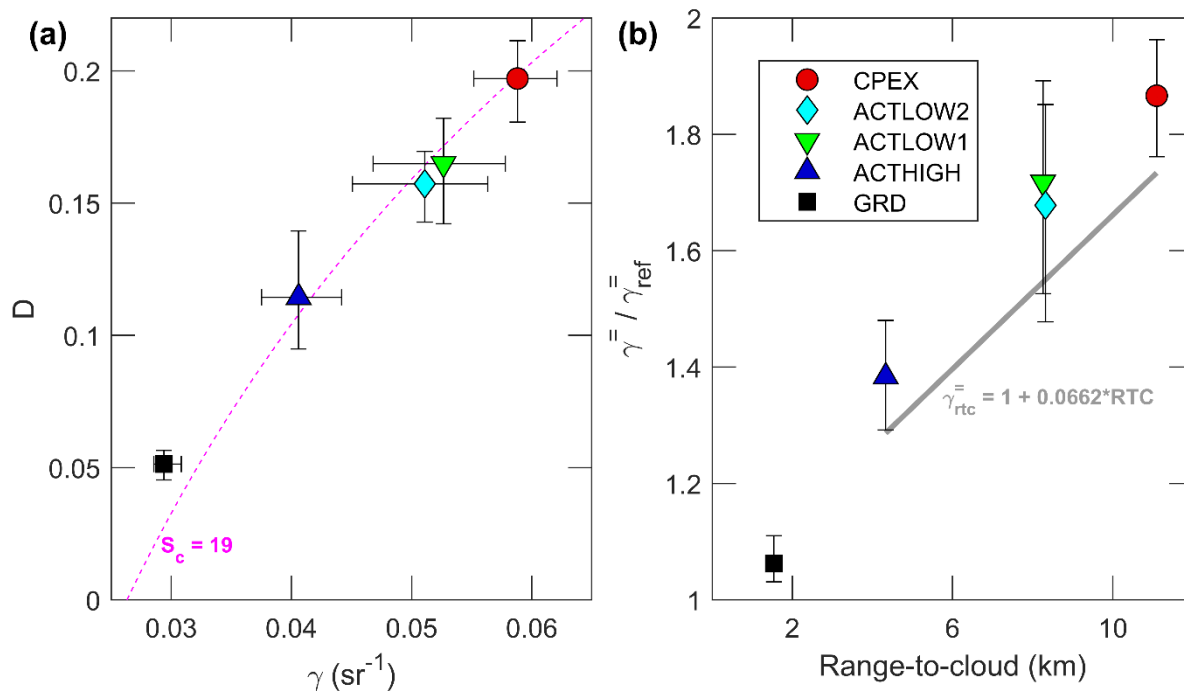 (a)
D
0.2
0.15
0.1
0.05
0
S_c = 19
0.03 0.04 0.05 0.06
γ (sr⁻¹)
(b)
γ⁼ / γ⁼_ref
2
1.8
1.6
1.4
1.2
1
CPEX
ACTLOW2
ACTLOW1
ACTHIGH
GRD
γ⁼_rtc = 1 + 0.0662*RTC
2 6 10
Range-to-cloud (km)